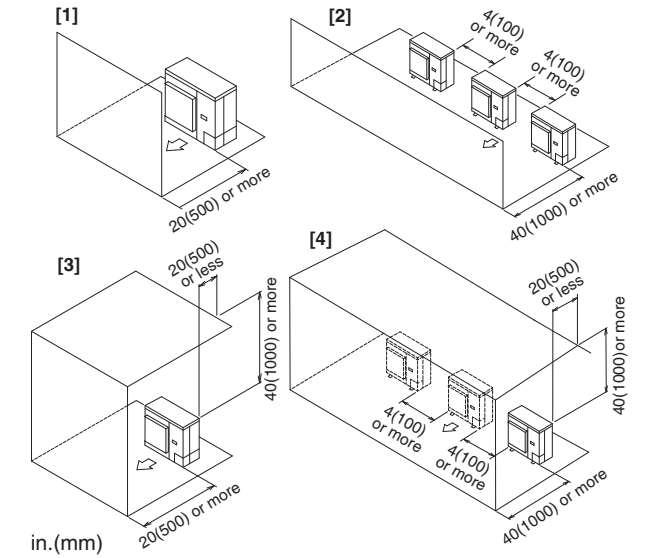 [1]
20(500) or more
[2]
4(100)
or more
4(100)
or more
40(1000) or more
[3]
20(500)
or less
40(1000) or more
20(500) or more
in.(mm)
[4]
20(500)
or less
40(1000)or more
4(100)
or more
4(100)
or more
40(1000) or more